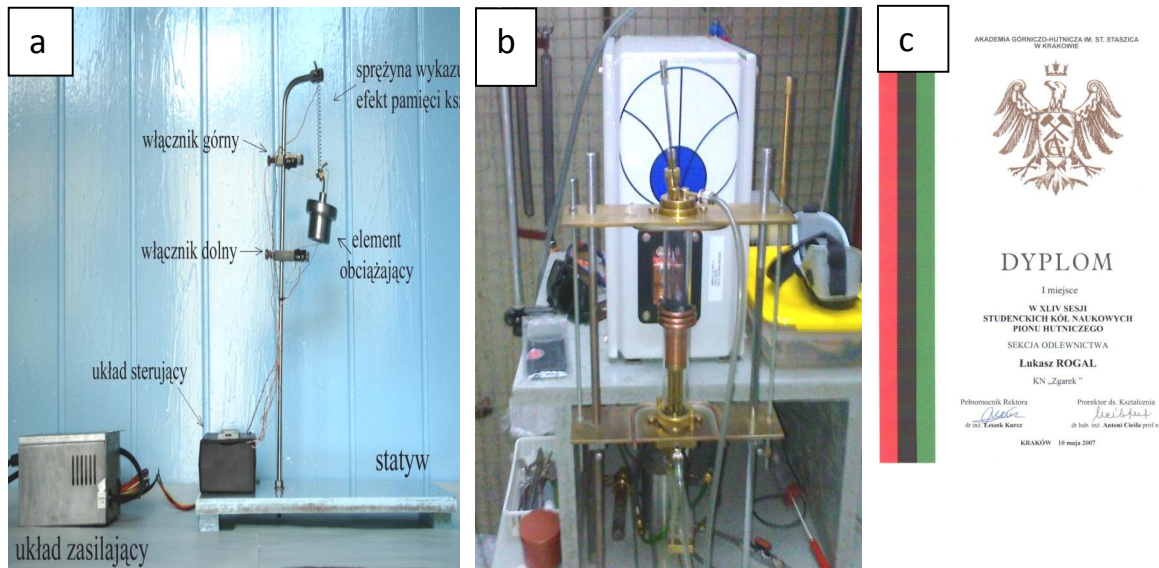 a
sprężyna wykazu
efekt pamięci ksz
włącznik górny
włącznik dolny
element
obciążający
układ sterujący
statyw
układ zasilający
b
c
AKADEMIA GÓRNICZO-HUTNICZA IM. ST. STASZICA
W KRAKOWIE
DYPLOM
I miejsce
W XLIV SESJI
STUDENCKICH KÓŁ NAUKOWYCH
PIONU HUTNICZEGO
SEKCJA ODLEWNICTWA
Łukasz ROGAL
KN „Zgarek ”
Pełnomocnik Rektora
dr inż. Leszek Kurcz
Prorektor ds. Kształcenia
dr hab. inż. Antoni Cieśla prof.n
KRAKÓW 10 maja 2007